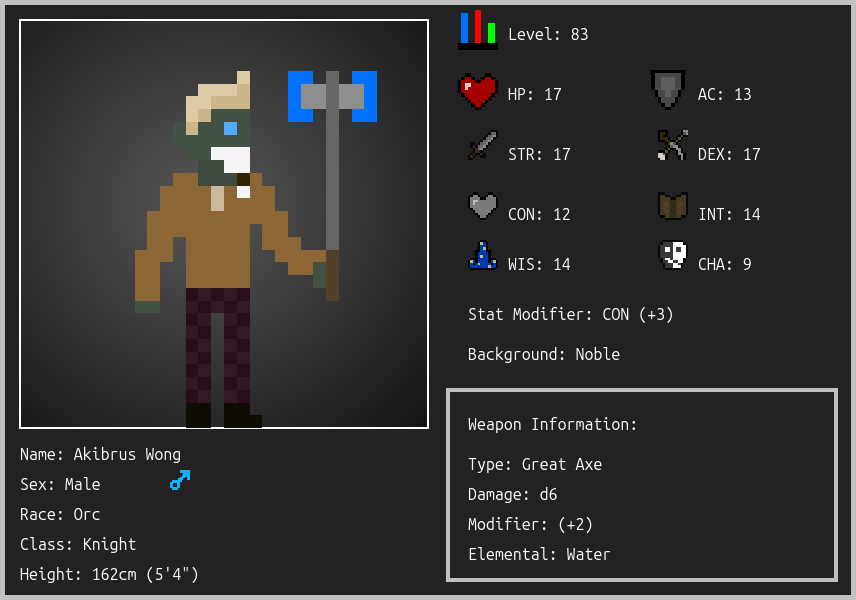 Level: 83
HP: 17
AC: 13
STR: 17
DEX: 17
CON: 12
INT: 14
WIS: 14
CHA: 9
Stat Modifier: CON (+3)
Background: Noble
Weapon Information:
Type: Great Axe
Damage: d6
Modifier: (+2)
Elemental: Water
Name: Akibrus Wong
Sex: Male
Race: Orc
Class: Knight
Height: 162cm (5'4")